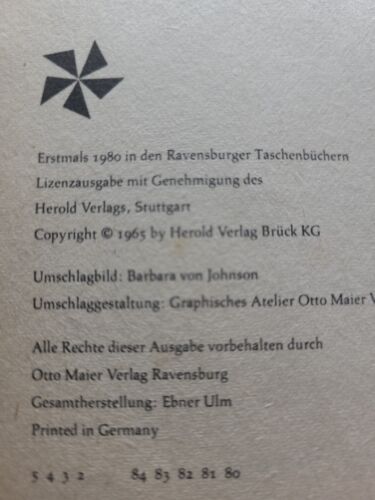 Erstmals 1980 in den Ravensburger Taschenbüchern
Lizenzausgabe mit Genehmigung des
Herold Verlags, Stuttgart
Copyright © 1965 by Herold Verlag Brück KG
Umschlagbild: Barbara von Johnson
Umschlaggestaltung: Graphisches Atelier Otto Maier V
Alle Rechte dieser Ausgabe vorbehalten durch
Otto Maier Verlag Ravensburg
Gesamtherstellung: Ebner Ulm
Printed in Germany
5 4 3 2 84 83 82 81 80